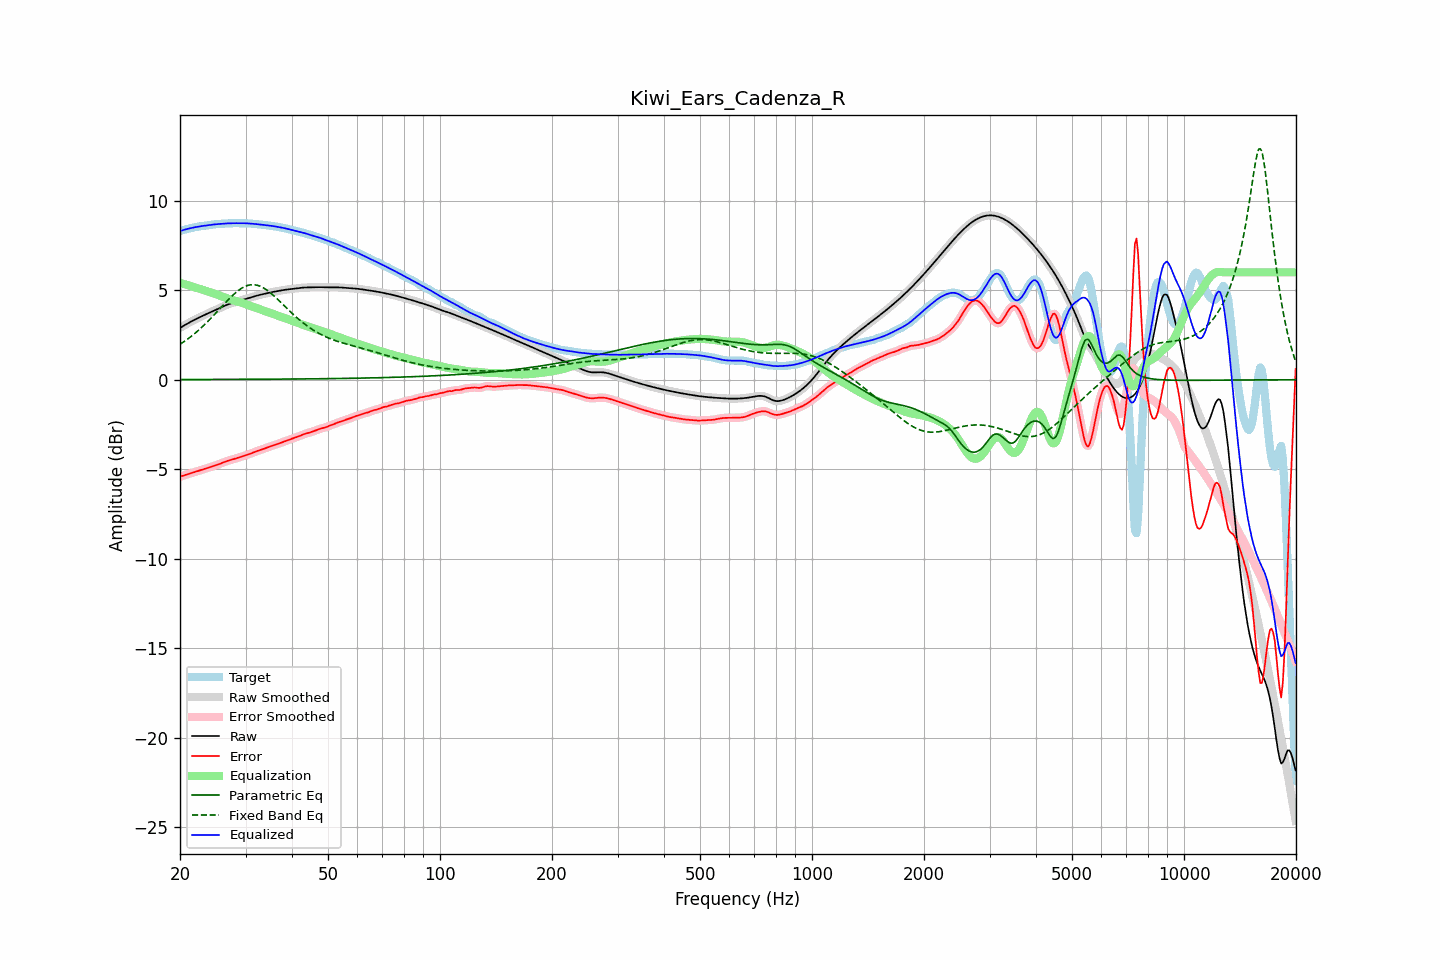 Kiwi_Ears_Cadenza_R
Amplitude (dBr)
10
5
0
−5
−10
−15
−20
−25
Target
Raw Smoothed
Error Smoothed
Raw
Error
Equalization
Parametric Eq
Fixed Band Eq
Equalized
20 50 100 200 500 1000 2000 5000 10000 20000
Frequency (Hz)